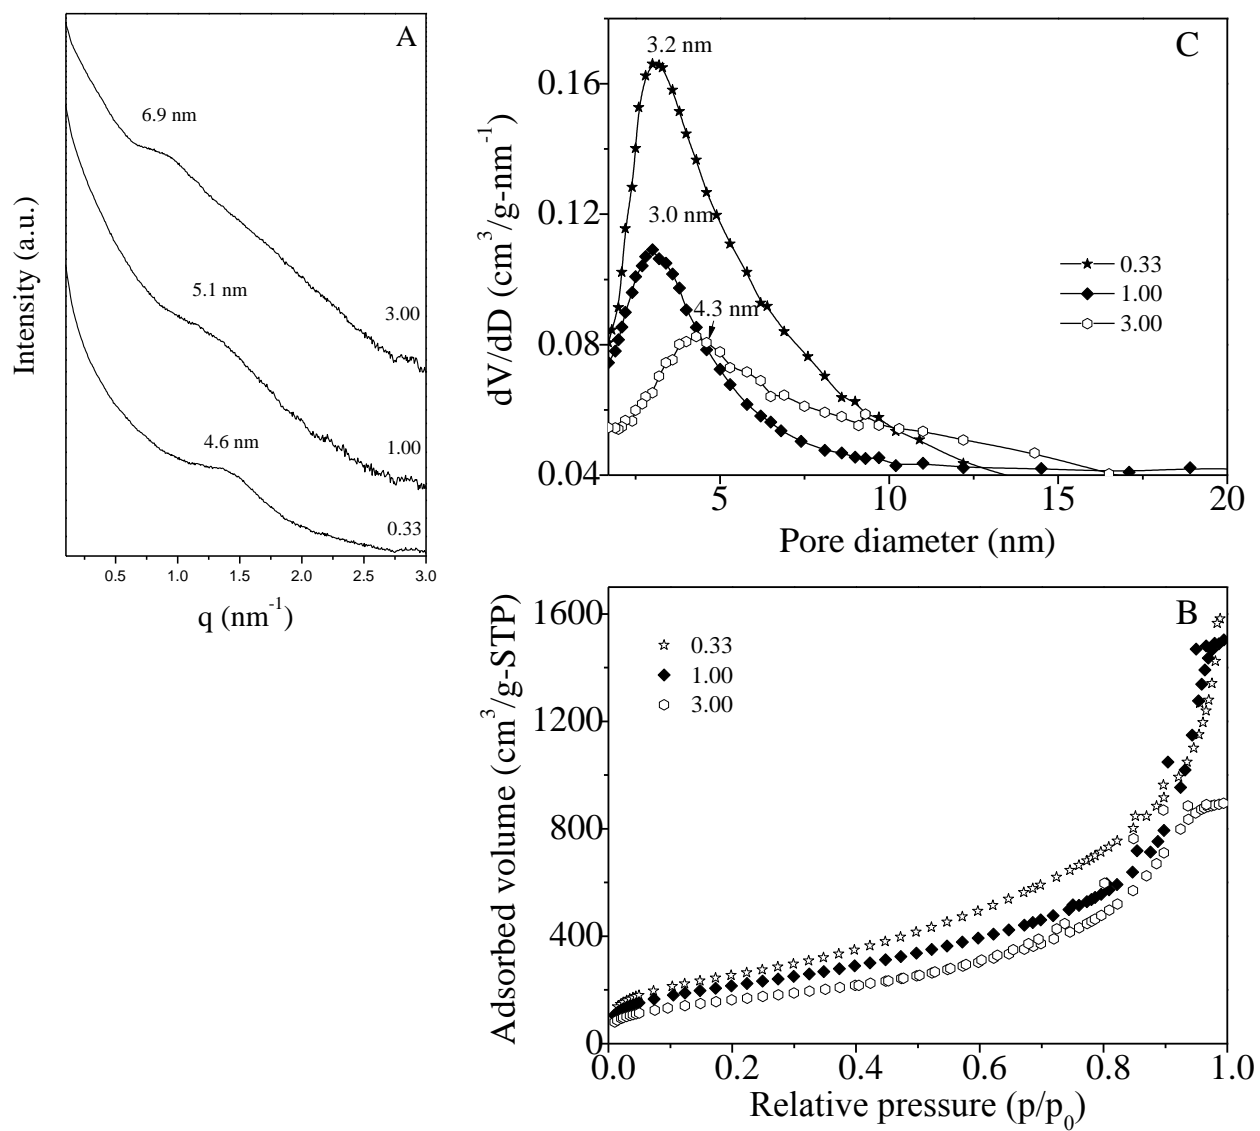 A
6.9 nm
5.1 nm
4.6 nm
3.00
1.00
0.33
Intensity (a.u.)
0.5 1.0 1.5 2.0 2.5 3.0
q (nm⁻¹)
C
3.2 nm
3.0 nm
4.3 nm
0.33
1.00
3.00
0.16
0.12
0.08
0.04
dV/dD (cm³/g-nm⁻¹)
5 10 15 20
Pore diameter (nm)
B
0.33
1.00
3.00
1600
1200
800
400
0
Adsorbed volume (cm³/g-STP)
0.0 0.2 0.4 0.6 0.8 1.0
Relative pressure (p/p₀)